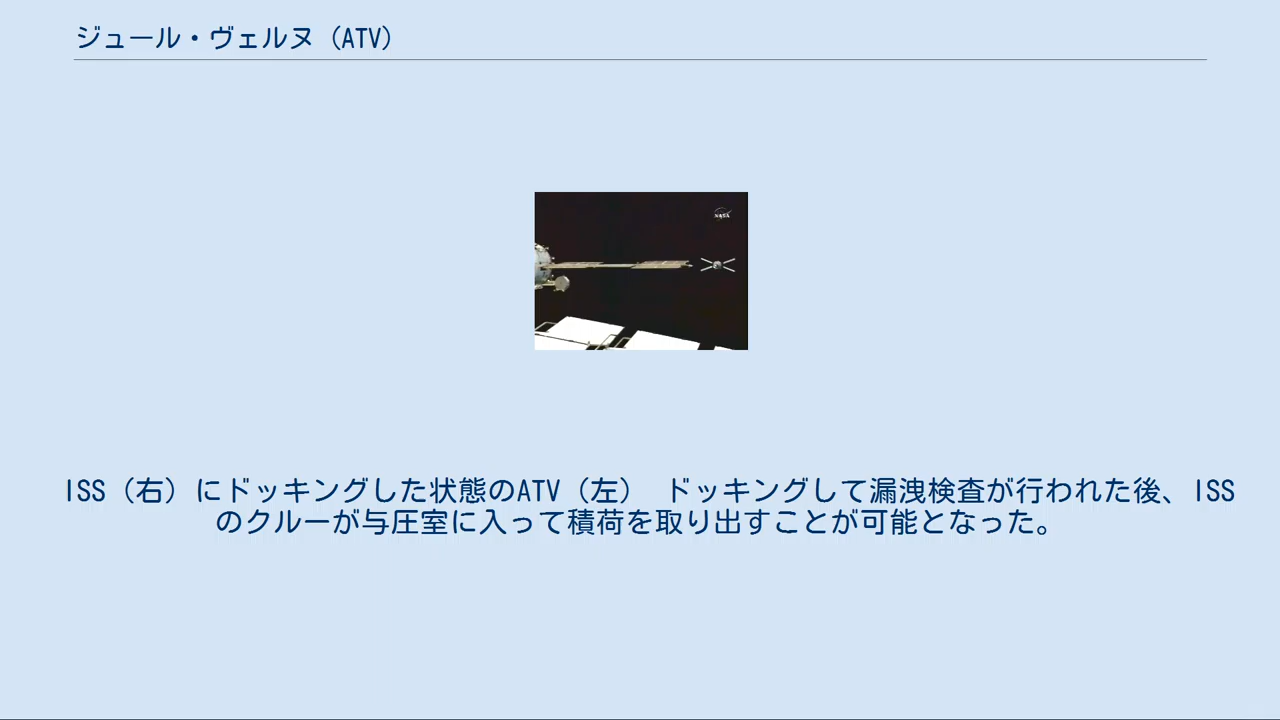 ジュール・ヴェルヌ（ATV）
NASA
ISS（右）にドッキングした状態のATV（左） ドッキングして漏洩検査が行われた後、ISS
のクルーが与圧室に入って積荷を取り出すことが可能となった。